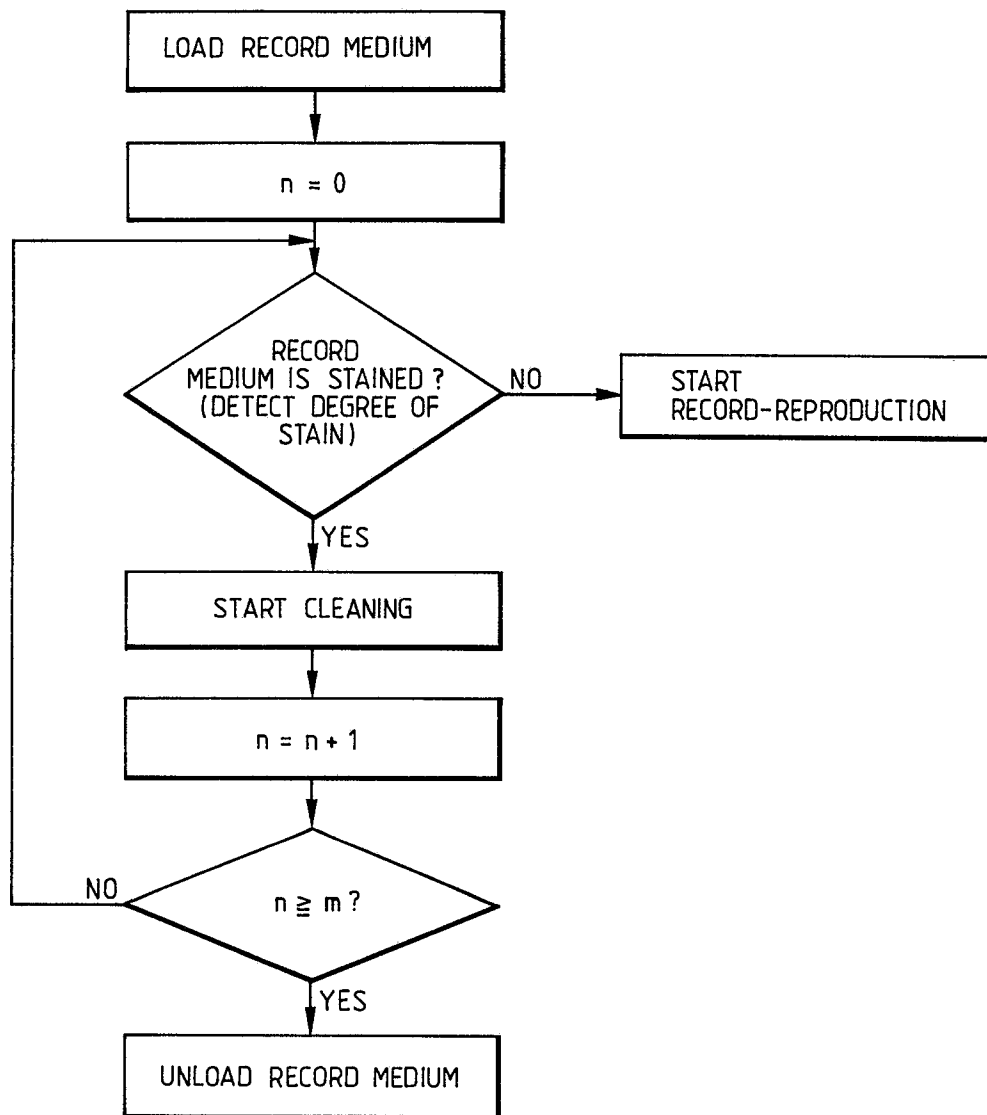 LOAD RECORD MEDIUM
n = 0
RECORD
MEDIUM IS STAINED ?
(DETECT DEGREE OF
STAIN)
NO
START
RECORD-REPRODUCTION
YES
START CLEANING
n = n + 1
NO
n ≧ m ?
YES
UNLOAD RECORD MEDIUM